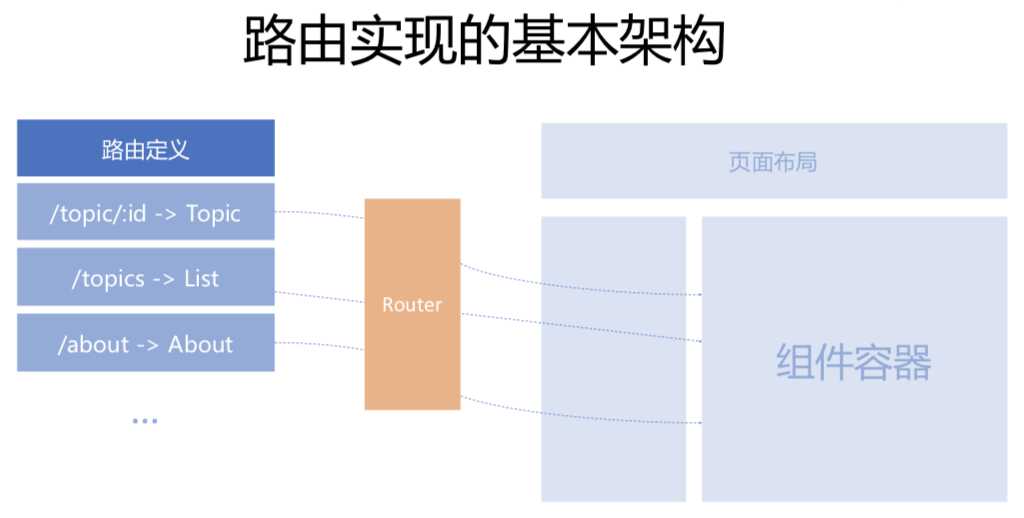 路由实现的基本架构
路由定义
/topic/:id -> Topic
/topics -> List
/about -> About
...
Router
页面布局
组件容器